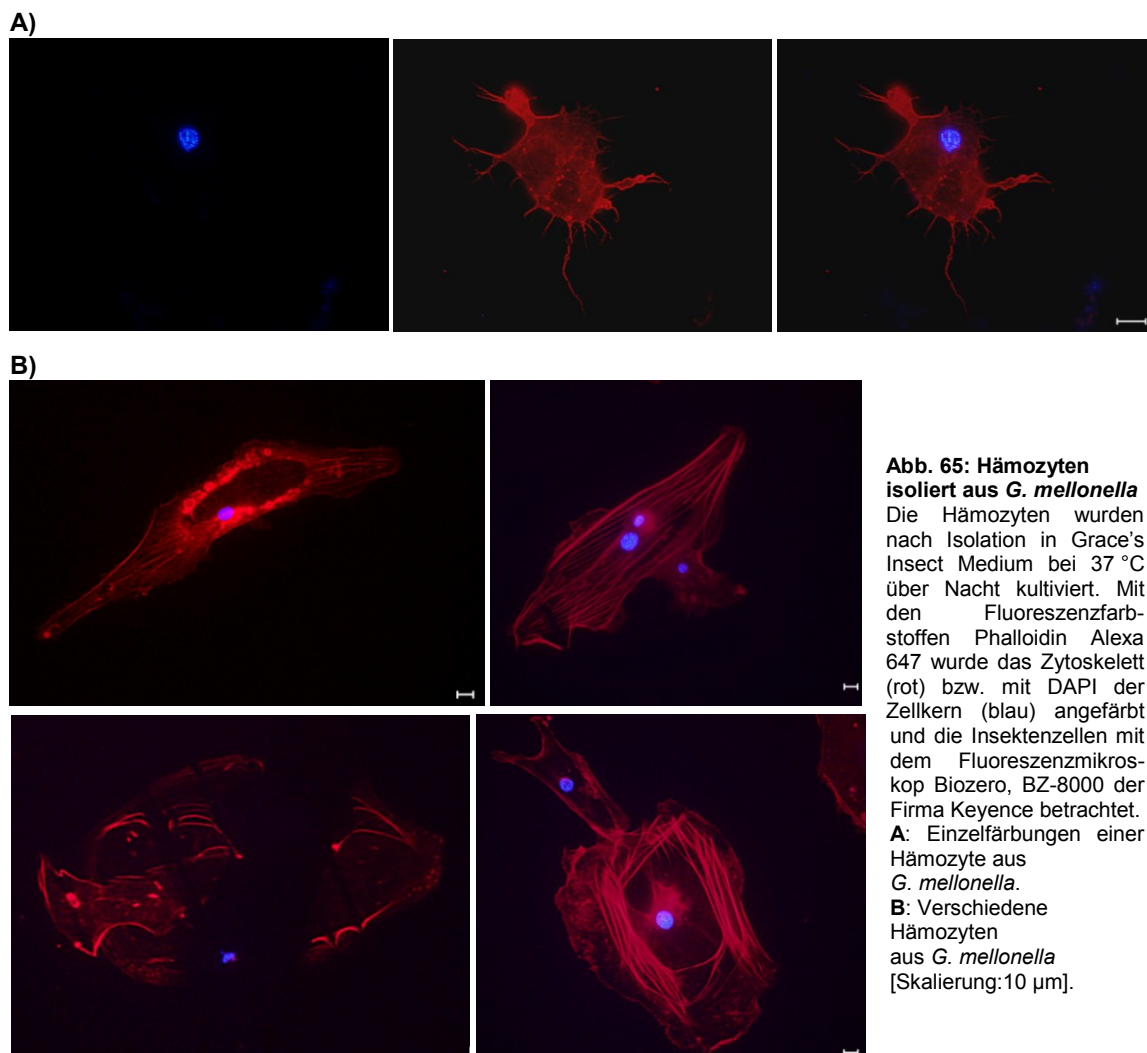 A)
B)
Abb. 65: Hämozyten
isoliert aus G. mellonella
Die Hämozyten wurden
nach Isolation in Grace's
Insect Medium bei 37 °C
über Nacht kultiviert. Mit
den Fluoreszenzfarb-
stoffen Phalloidin Alexa
647 wurde das Zytoskelett
(rot) bzw. mit DAPI der
Zellkern (blau) angefärbt
und die Insektenzellen mit
dem Fluoreszenzmikros-
kop Biozero, BZ-8000 der
Firma Keyence betrachtet.
A: Einzelfärbungen einer
Hämozyte aus
G. mellonella.
B: Verschiedene
Hämozyten
aus G. mellonella
[Skalierung:10 µm].